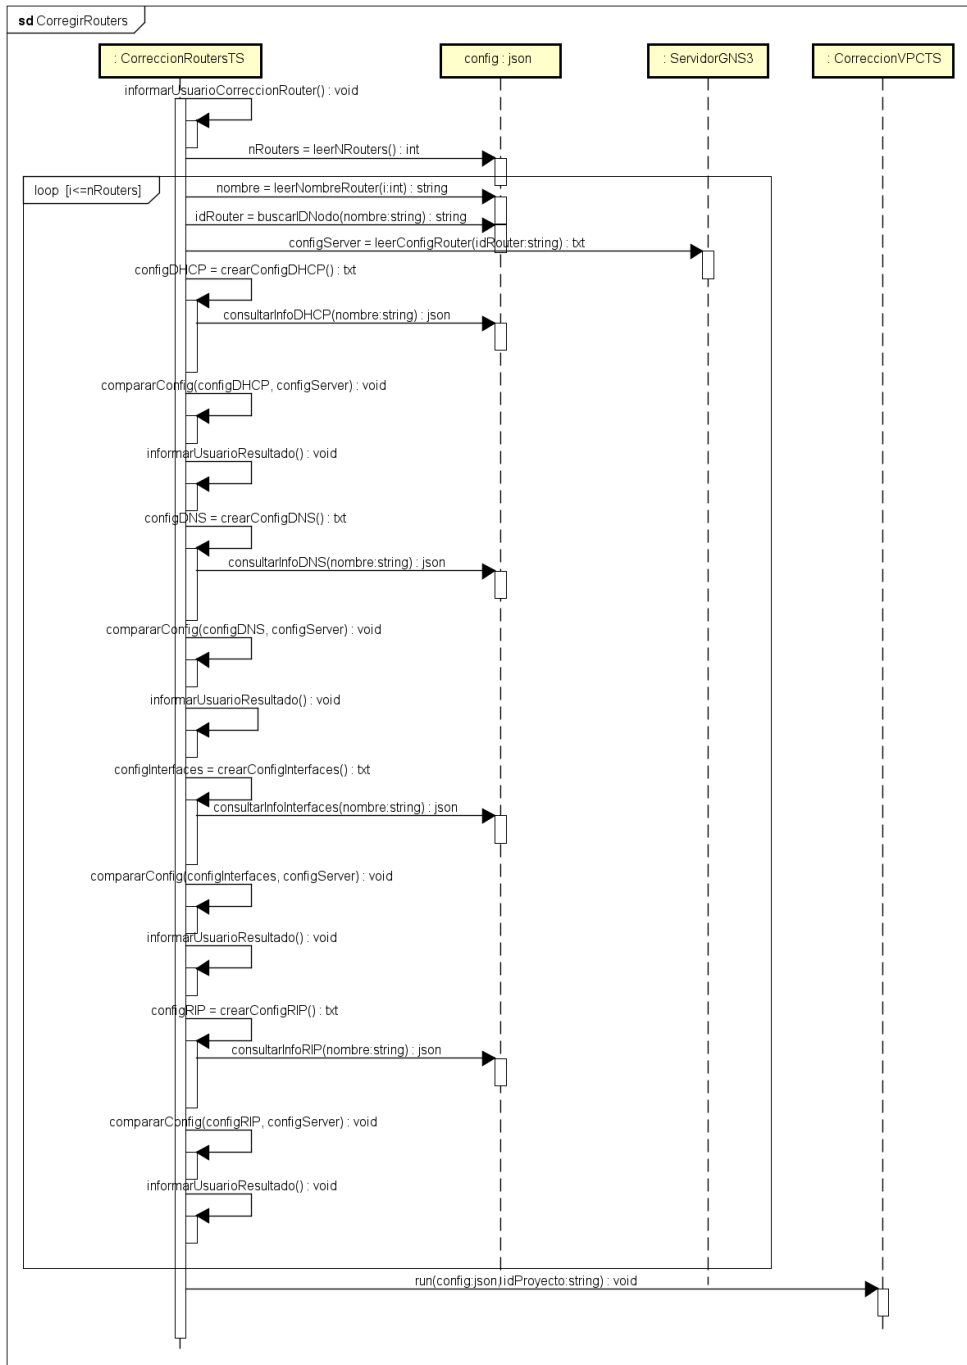 sd CorregirRouters
: CorreccionRoutersTS
config : json
: ServidorGNS3
: CorreccionVPCTS
informarUsuarioCorreccionRouter() : void
nRouters = leerNRouters() : int
loop [i<=nRouters]
nombre = leerNombreRouter(i:int) : string
idRouter = buscarIDNodo(nombre:string) : string
configServer = leerConfigRouter(idRouter:string) : txt
configDHCP = crearConfigDHCP() : txt
consultarInfoDHCP(nombre:string) : json
compararConfig(configDHCP, configServer) : void
informarUsuarioResultado() : void
configDNS = crearConfigDNS() : txt
consultarInfoDNS(nombre:string) : json
compararConfig(configDNS, configServer) : void
informarUsuarioResultado() : void
configInterfaces = crearConfigInterfaces() : txt
consultarInfoInterfaces(nombre:string) : json
compararConfig(configInterfaces, configServer) : void
informarUsuarioResultado() : void
configRIP = crearConfigRIP() : txt
consultarInfoRIP(nombre:string) : json
compararConfig(configRIP, configServer) : void
informarUsuarioResultado() : void
run(config:json, idProyecto:string) : void